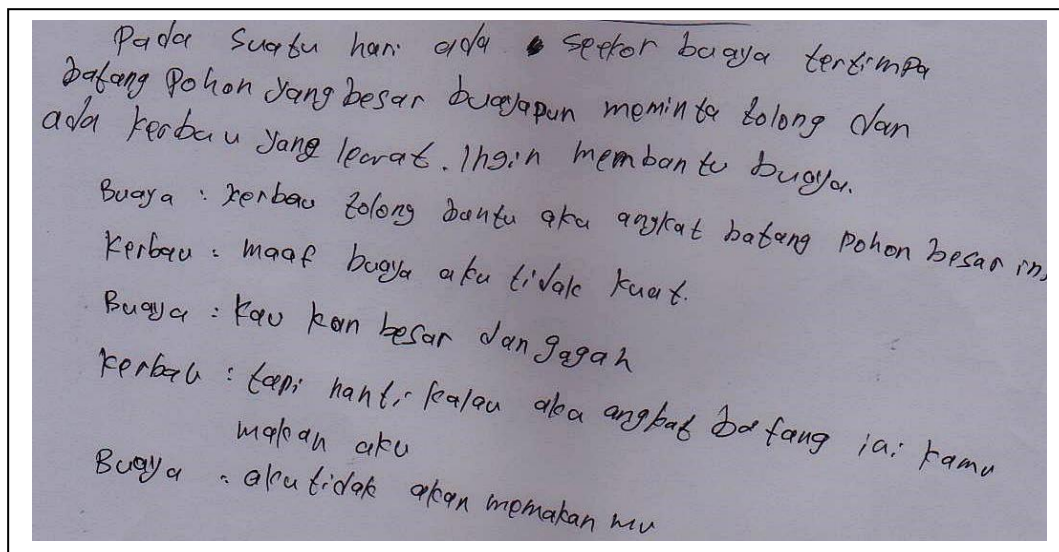 Pada Suatu hari ada seekor buaya tertimpa
batang Pohon yang besar buayapun meminta tolong dan
ada kerbau yang lewat. Ingin membantu buaya.
Buaya : kerbau tolong bantu aku angkat batang pohon besar ini
kerbau : maaf buaya aku tidak kuat.
Buaya : kau kan besar dan gagah
kerbau : tapi nanti kalau aku angkat batang ini kamu
makan aku
Buaya : aku tidak akan memakan mu